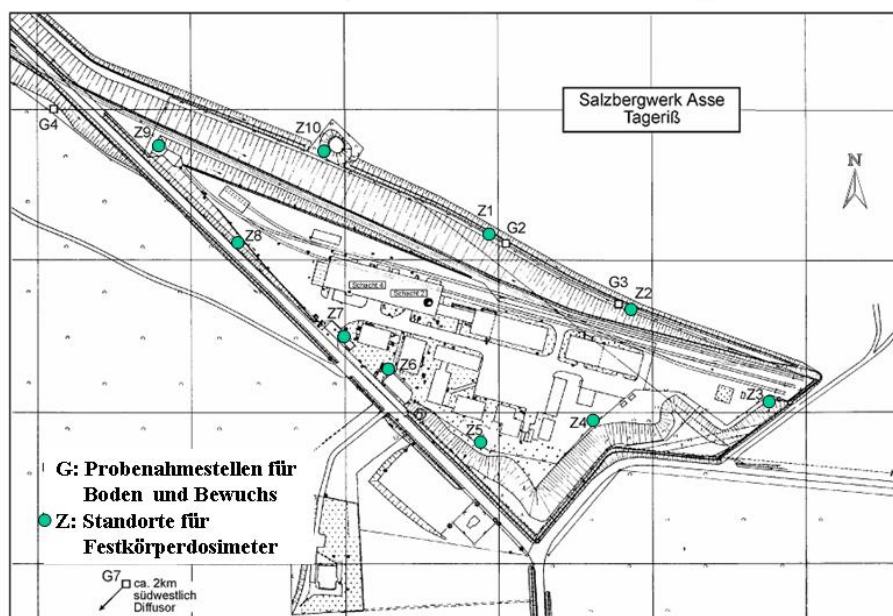 Salzbergwerk Asse
Tageriß
N
G4
Z9
Z10
Z1
G2
Z8
G3
Z2
Schacht 4
Schacht 2
Z7
Z6
Z3
Z4
Z5
G: Probenahmestellen für
Boden und Bewuchs
Z: Standorte für
Festkörperdosimeter
G7
ca. 2km
südwestlich
Diffusor